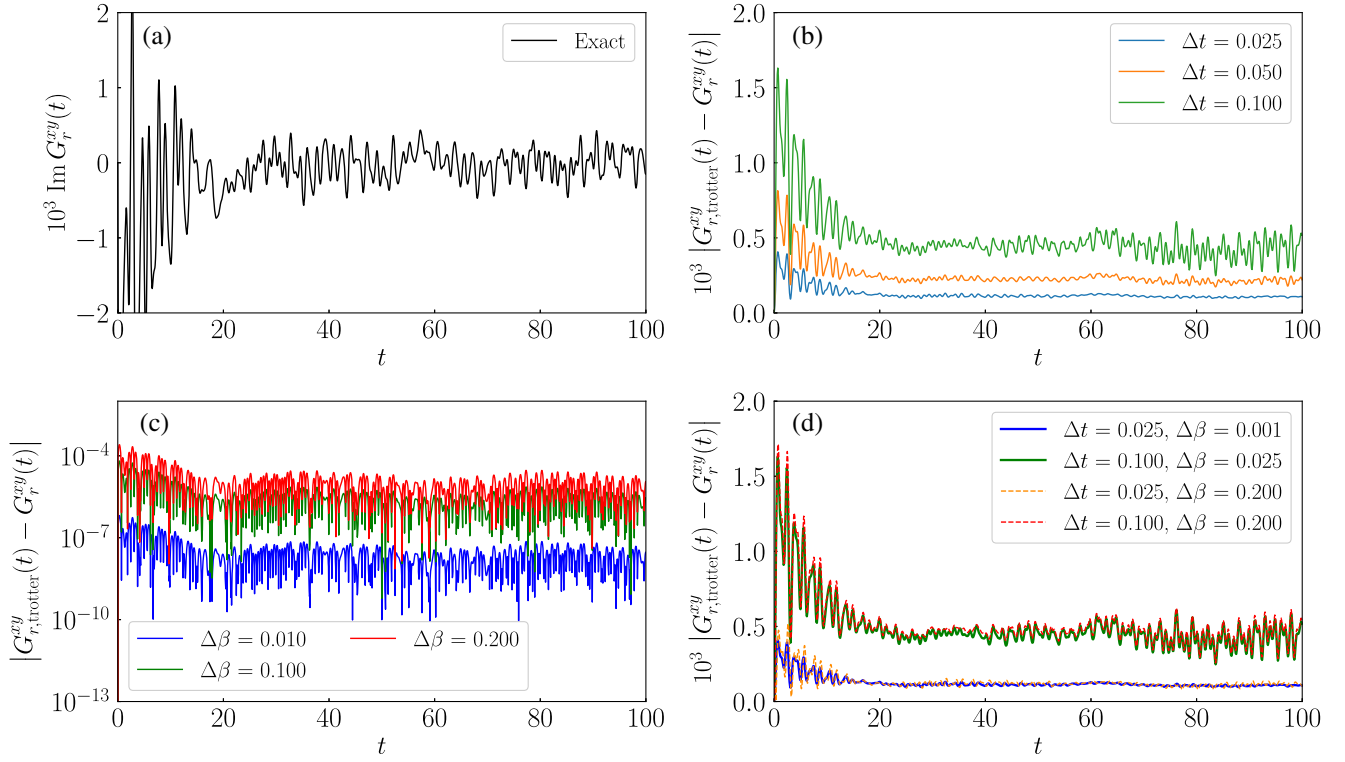 (a)
Exact
10³ Im G_r^{xy}(t)
2
1
0
−1
−2
0 20 40 60 80 100
t
(b)
Δt = 0.025
Δt = 0.050
Δt = 0.100
10³ |G_{r,trotter}^{xy}(t) − G_r^{xy}(t)|
2.0
1.5
1.0
0.5
0.0
0 20 40 60 80 100
t
(c)
|G_{r,trotter}^{xy}(t) − G_r^{xy}(t)|
10⁻⁴
10⁻⁷
10⁻¹⁰
10⁻¹³
Δβ = 0.010
Δβ = 0.100
Δβ = 0.200
0 20 40 60 80 100
t
(d)
Δt = 0.025, Δβ = 0.001
Δt = 0.100, Δβ = 0.025
Δt = 0.025, Δβ = 0.200
Δt = 0.100, Δβ = 0.200
10³ |G_{r,trotter}^{xy}(t) − G_r^{xy}(t)|
2.0
1.5
1.0
0.5
0.0
0 20 40 60 80 100
t